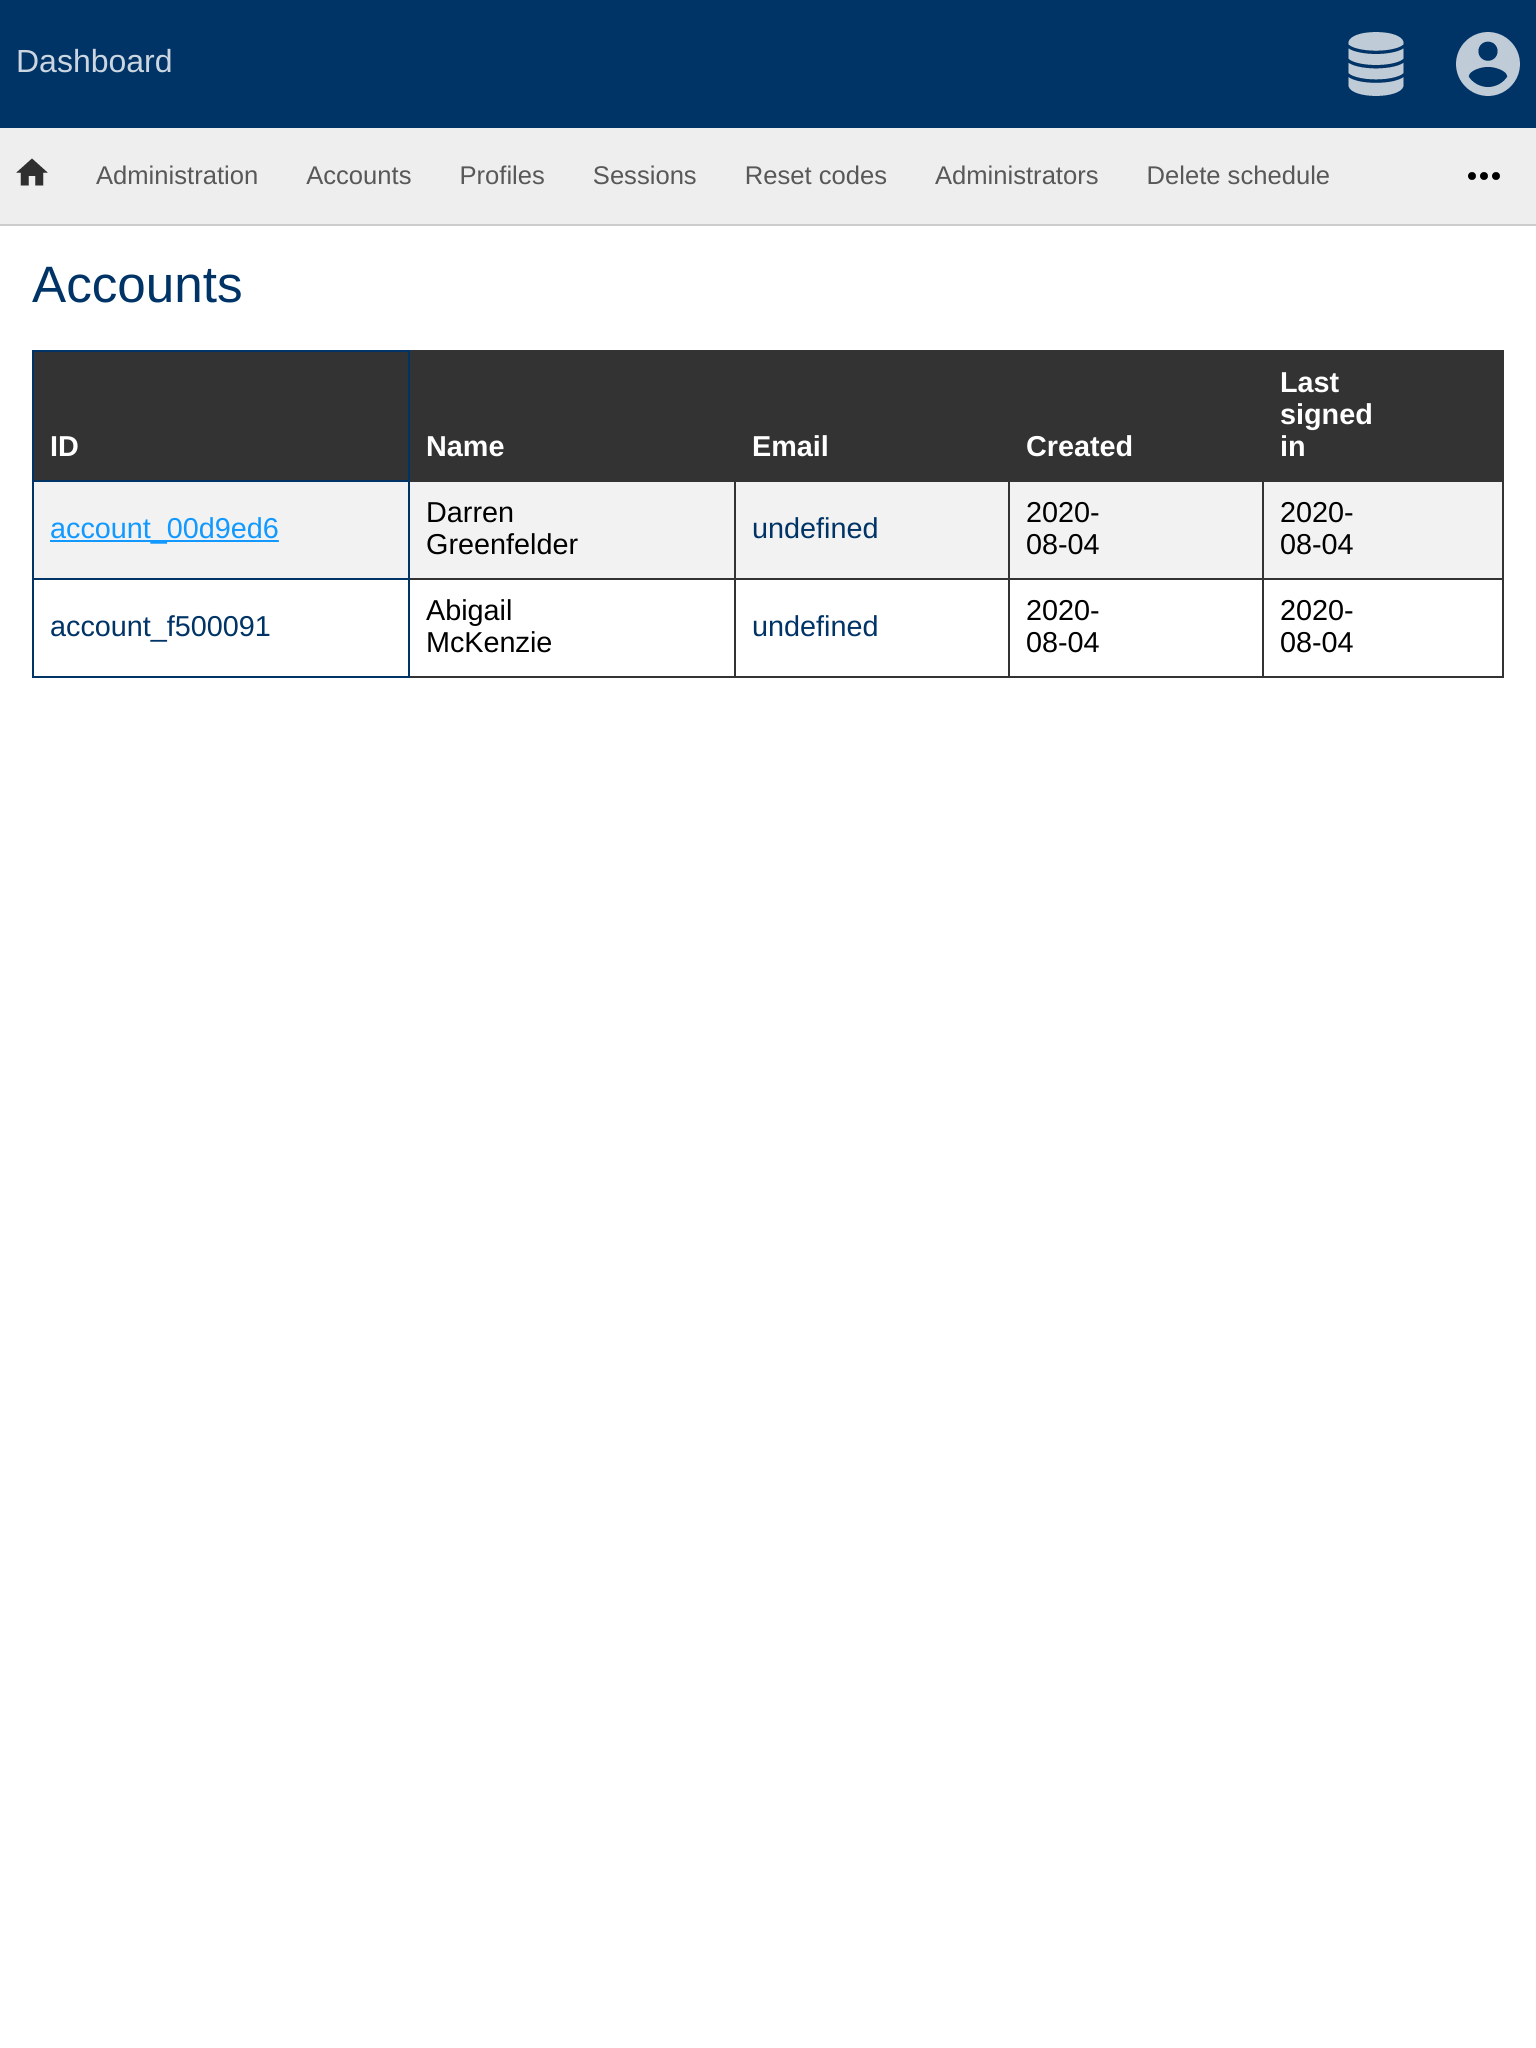 Dashboard
Administration Accounts Profiles Sessions Reset codes Administrators Delete schedule
Accounts
ID Name Email Created Last signed in
account_00d9ed6 Darren Greenfelder undefined 2020-08-04 2020-08-04
account_f500091 Abigail McKenzie undefined 2020-08-04 2020-08-04